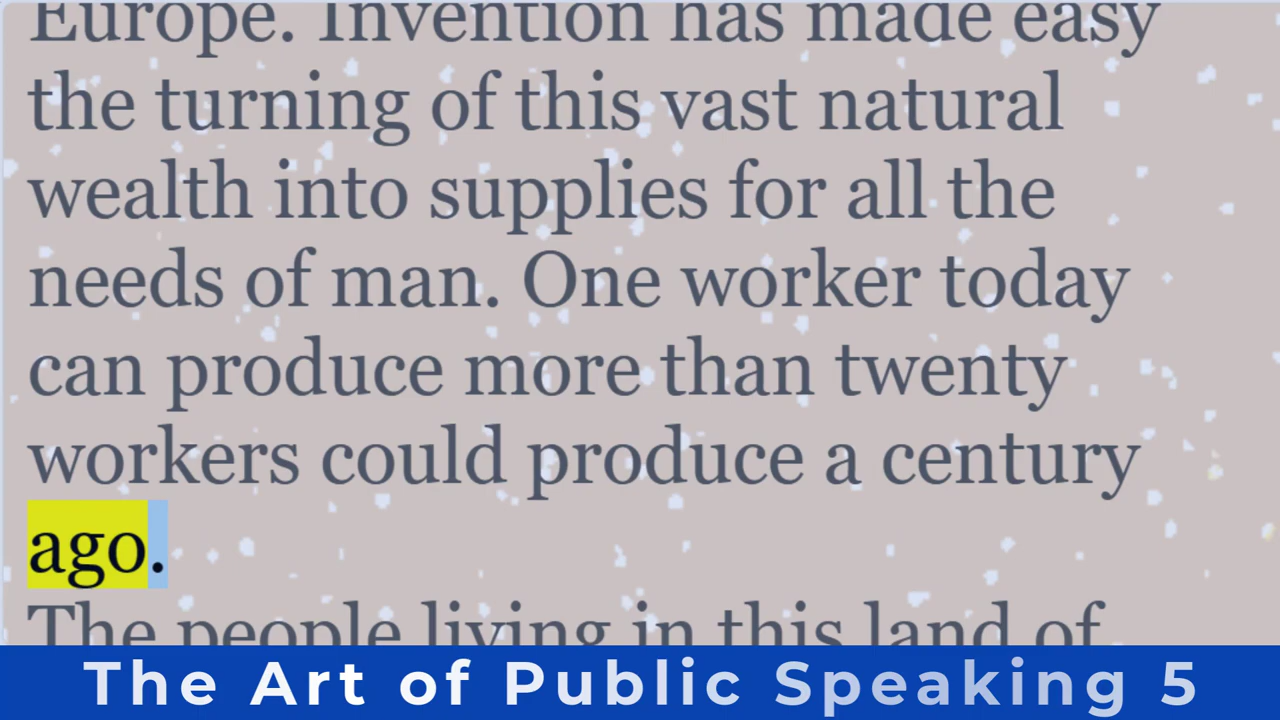 Europe. Invention has made easy
the turning of this vast natural
wealth into supplies for all the
needs of man. One worker today
can produce more than twenty
workers could produce a century
ago.
The people living in this land of
The Art of Public Speaking 5